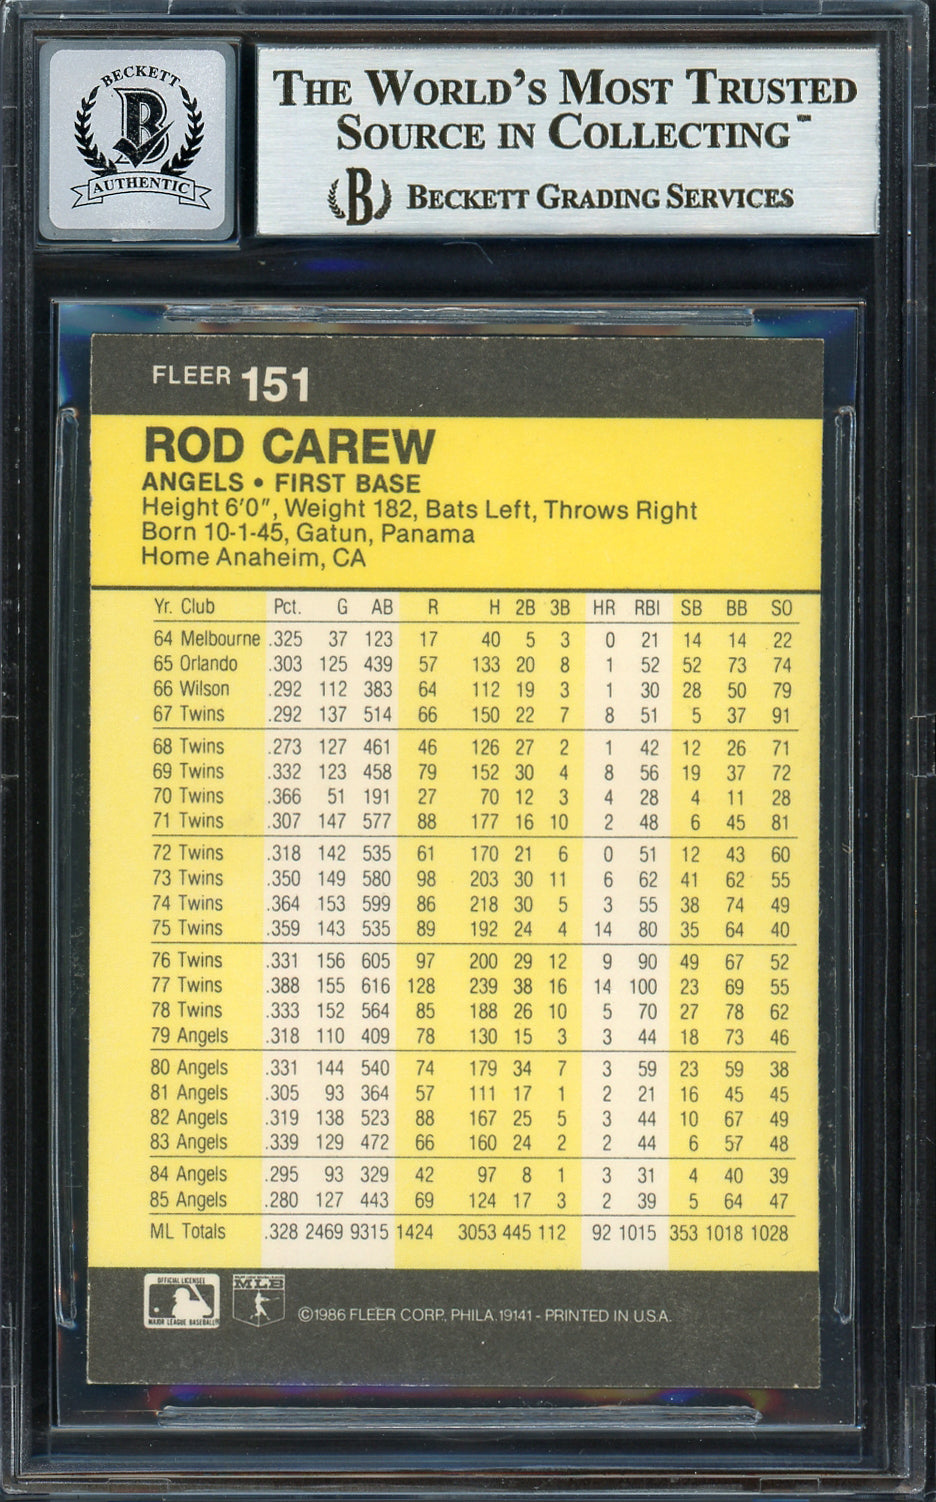 BECKETT
B
AUTHENTIC
THE WORLD'S MOST TRUSTED
SOURCE IN COLLECTING™
B BECKETT GRADING SERVICES
FLEER 151
ROD CAREW
ANGELS • FIRST BASE
Height 6'0", Weight 182, Bats Left, Throws Right
Born 10-1-45, Gatun, Panama
Home Anaheim, CA
Yr. Club Pct. G AB R H 2B 3B HR RBI SB BB SO
64 Melbourne .325 37 123 17 40 5 3 0 21 14 14 22
65 Orlando .303 125 439 57 133 20 8 1 52 52 73 74
66 Wilson .292 112 383 64 112 19 3 1 30 28 50 79
67 Twins .292 137 514 66 150 22 7 8 51 5 37 91
68 Twins .273 127 461 46 126 27 2 1 42 12 26 71
69 Twins .332 123 458 79 152 30 4 8 56 19 37 72
70 Twins .366 51 191 27 70 12 3 4 28 4 11 28
71 Twins .307 147 577 88 177 16 10 2 48 6 45 81
72 Twins .318 142 535 61 170 21 6 0 51 12 43 60
73 Twins .350 149 580 98 203 30 11 6 62 41 62 55
74 Twins .364 153 599 86 218 30 5 3 55 38 74 49
75 Twins .359 143 535 89 192 24 4 14 80 35 64 40
76 Twins .331 156 605 97 200 29 12 9 90 49 67 52
77 Twins .388 155 616 128 239 38 16 14 100 23 69 55
78 Twins .333 152 564 85 188 26 10 5 70 27 78 62
79 Angels .318 110 409 78 130 15 3 3 44 18 73 46
80 Angels .331 144 540 74 179 34 7 3 59 23 59 38
81 Angels .305 93 364 57 111 17 1 2 21 16 45 45
82 Angels .319 138 523 88 167 25 5 3 44 10 67 49
83 Angels .339 129 472 66 160 24 2 2 44 6 57 48
84 Angels .295 93 329 42 97 8 1 3 31 4 40 39
85 Angels .280 127 443 69 124 17 3 2 39 5 64 47
ML Totals .328 2469 9315 1424 3053 445 112 92 1015 353 1018 1028
OFFICIAL LICENSEE
MAJOR LEAGUE BASEBALL
MLB
©1986 FLEER CORP., PHILA. 19141 - PRINTED IN U.S.A.